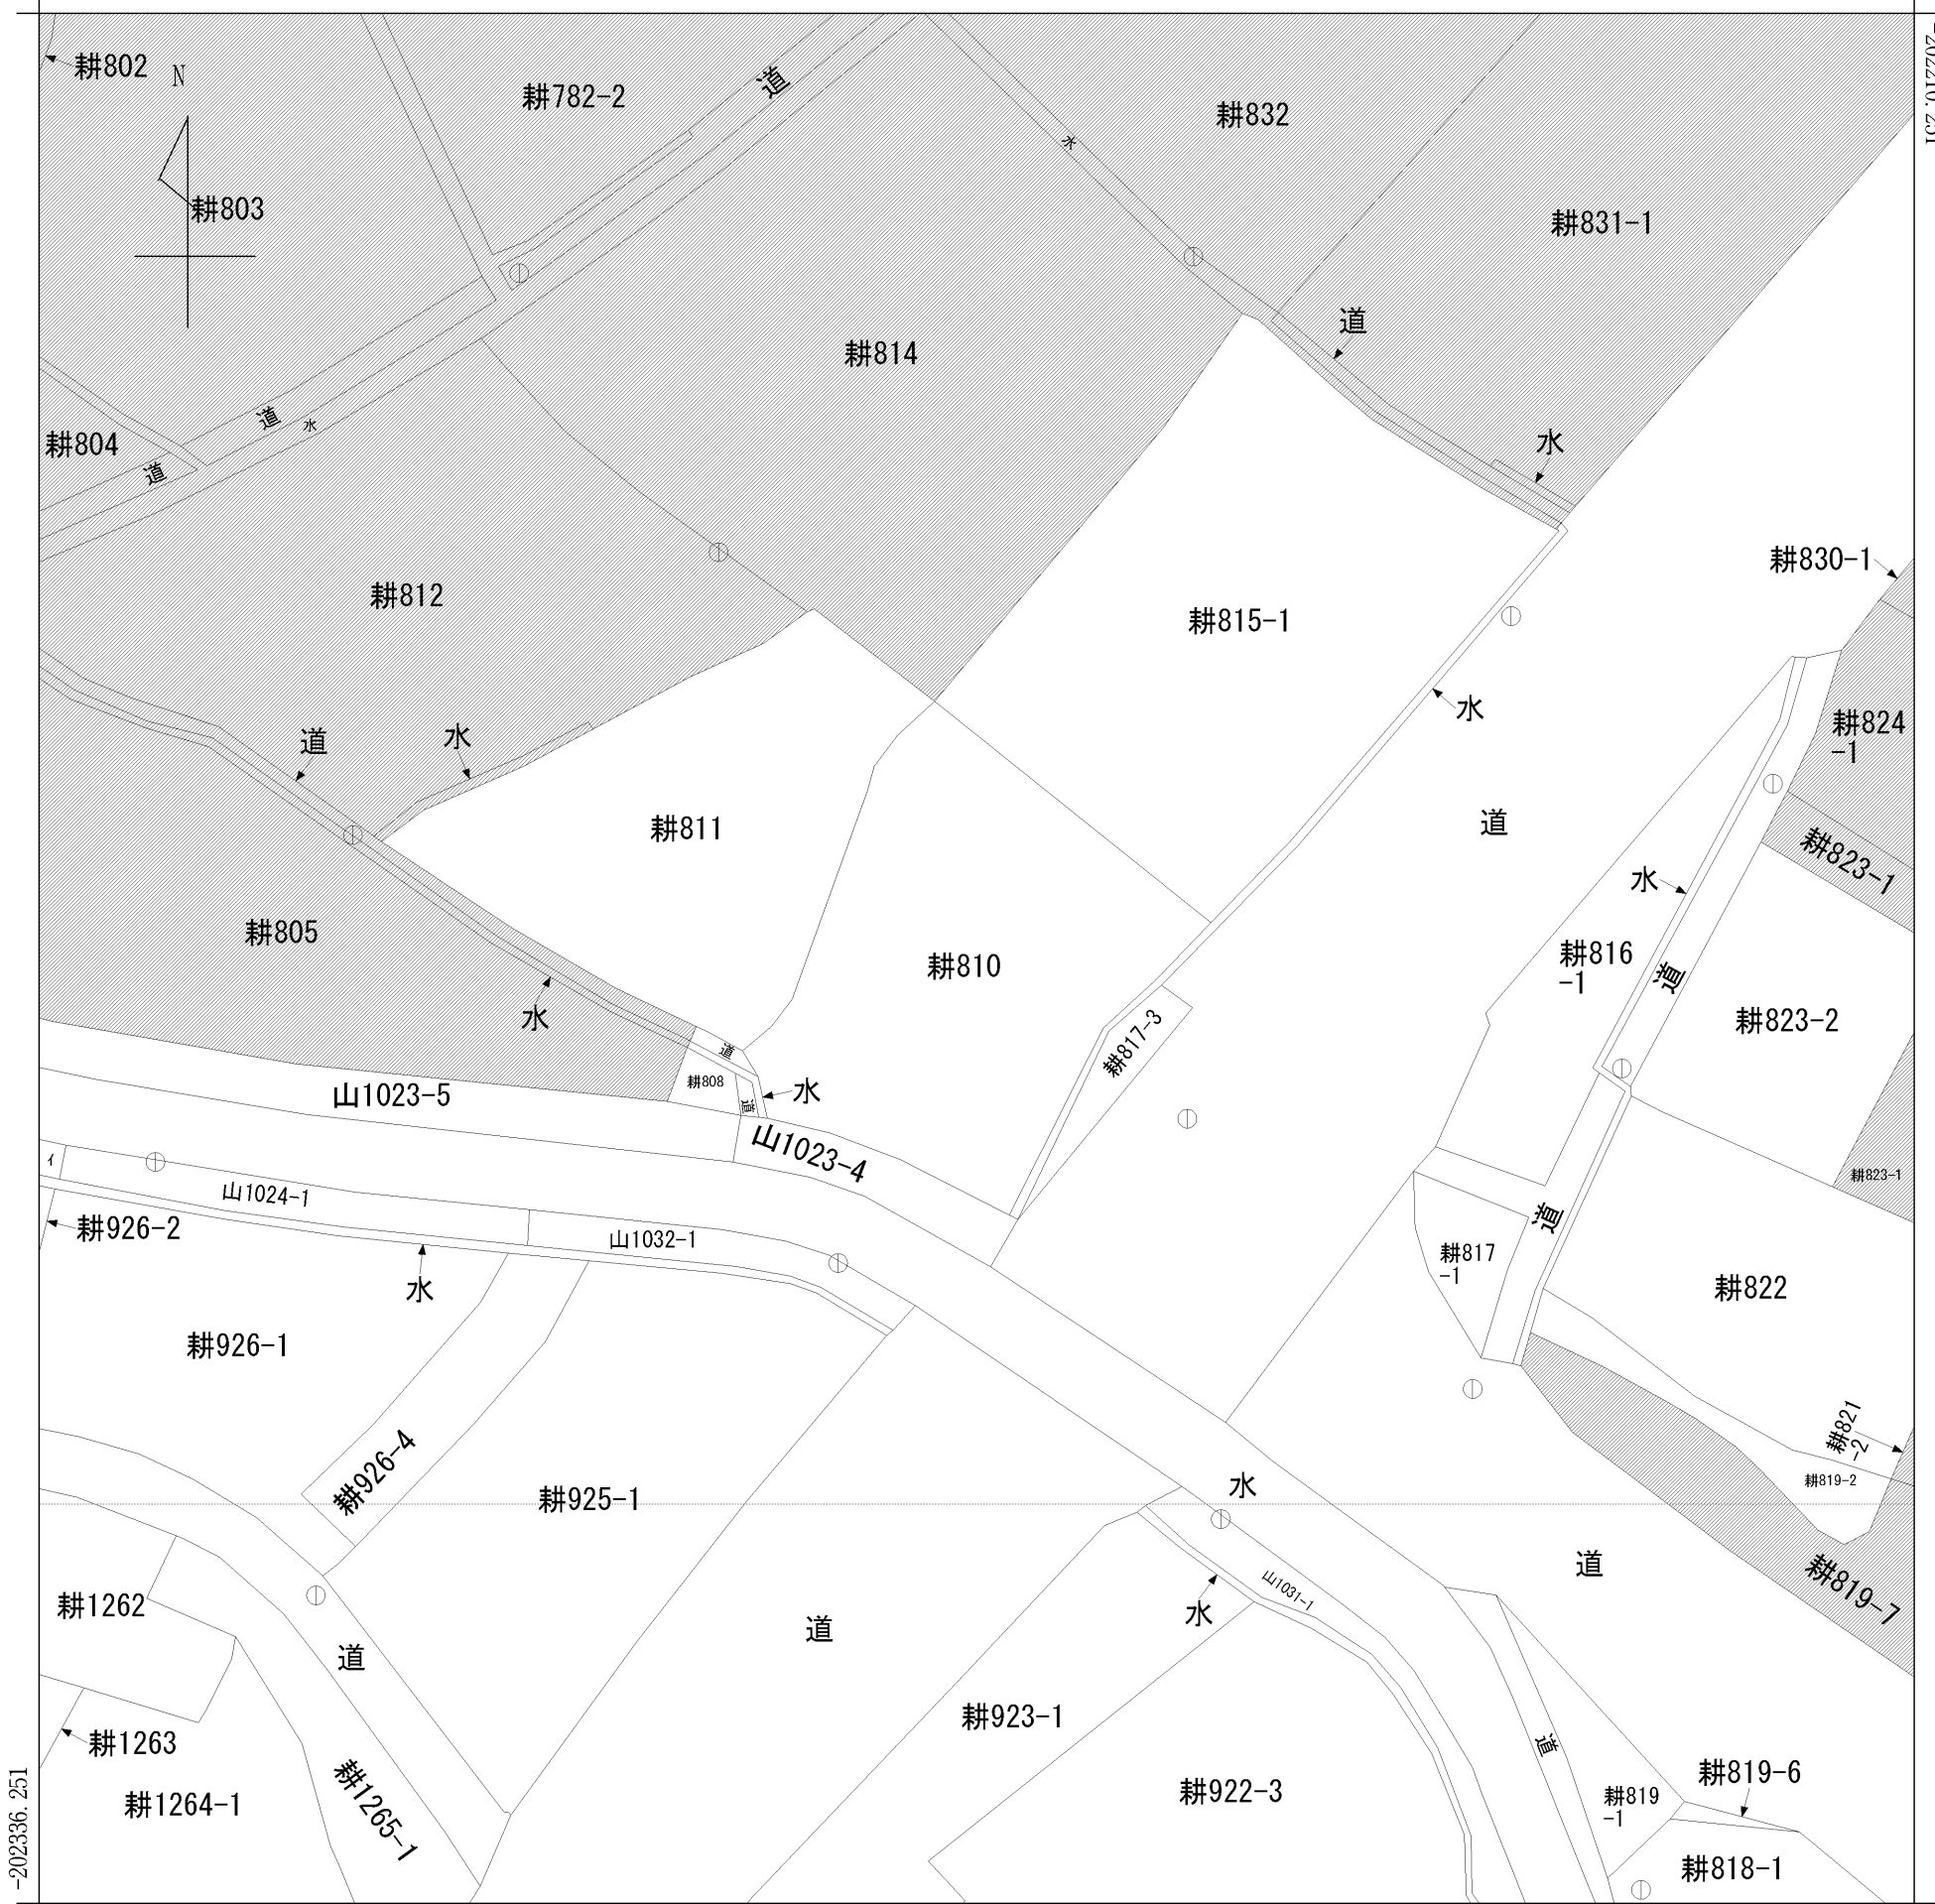 -202210.251
耕802
N
耕782-2
道
耕832
水
耕803
耕831-1
道
耕814
道
水
耕804
道
水
耕830-1
耕812
耕815-1
水
耕824
-1
道
水
耕811
道
耕823-1
水
耕805
耕810
耕816
-1
道
水
耕823-2
耕817-3
道
耕808
水
道
山1023-5
山1023-4
イ
耕823-1
山1024-1
耕926-2
山1032-1
道
耕817
-1
水
耕822
耕926-1
耕821
-2
耕926-4
耕925-1
水
耕819-2
道
耕819-7
耕1262
山1031-1
水
道
道
耕923-1
耕1263
道
耕819-6
耕1264-1
耕1265-1
耕922-3
耕819
-1
耕818-1
-202336.251